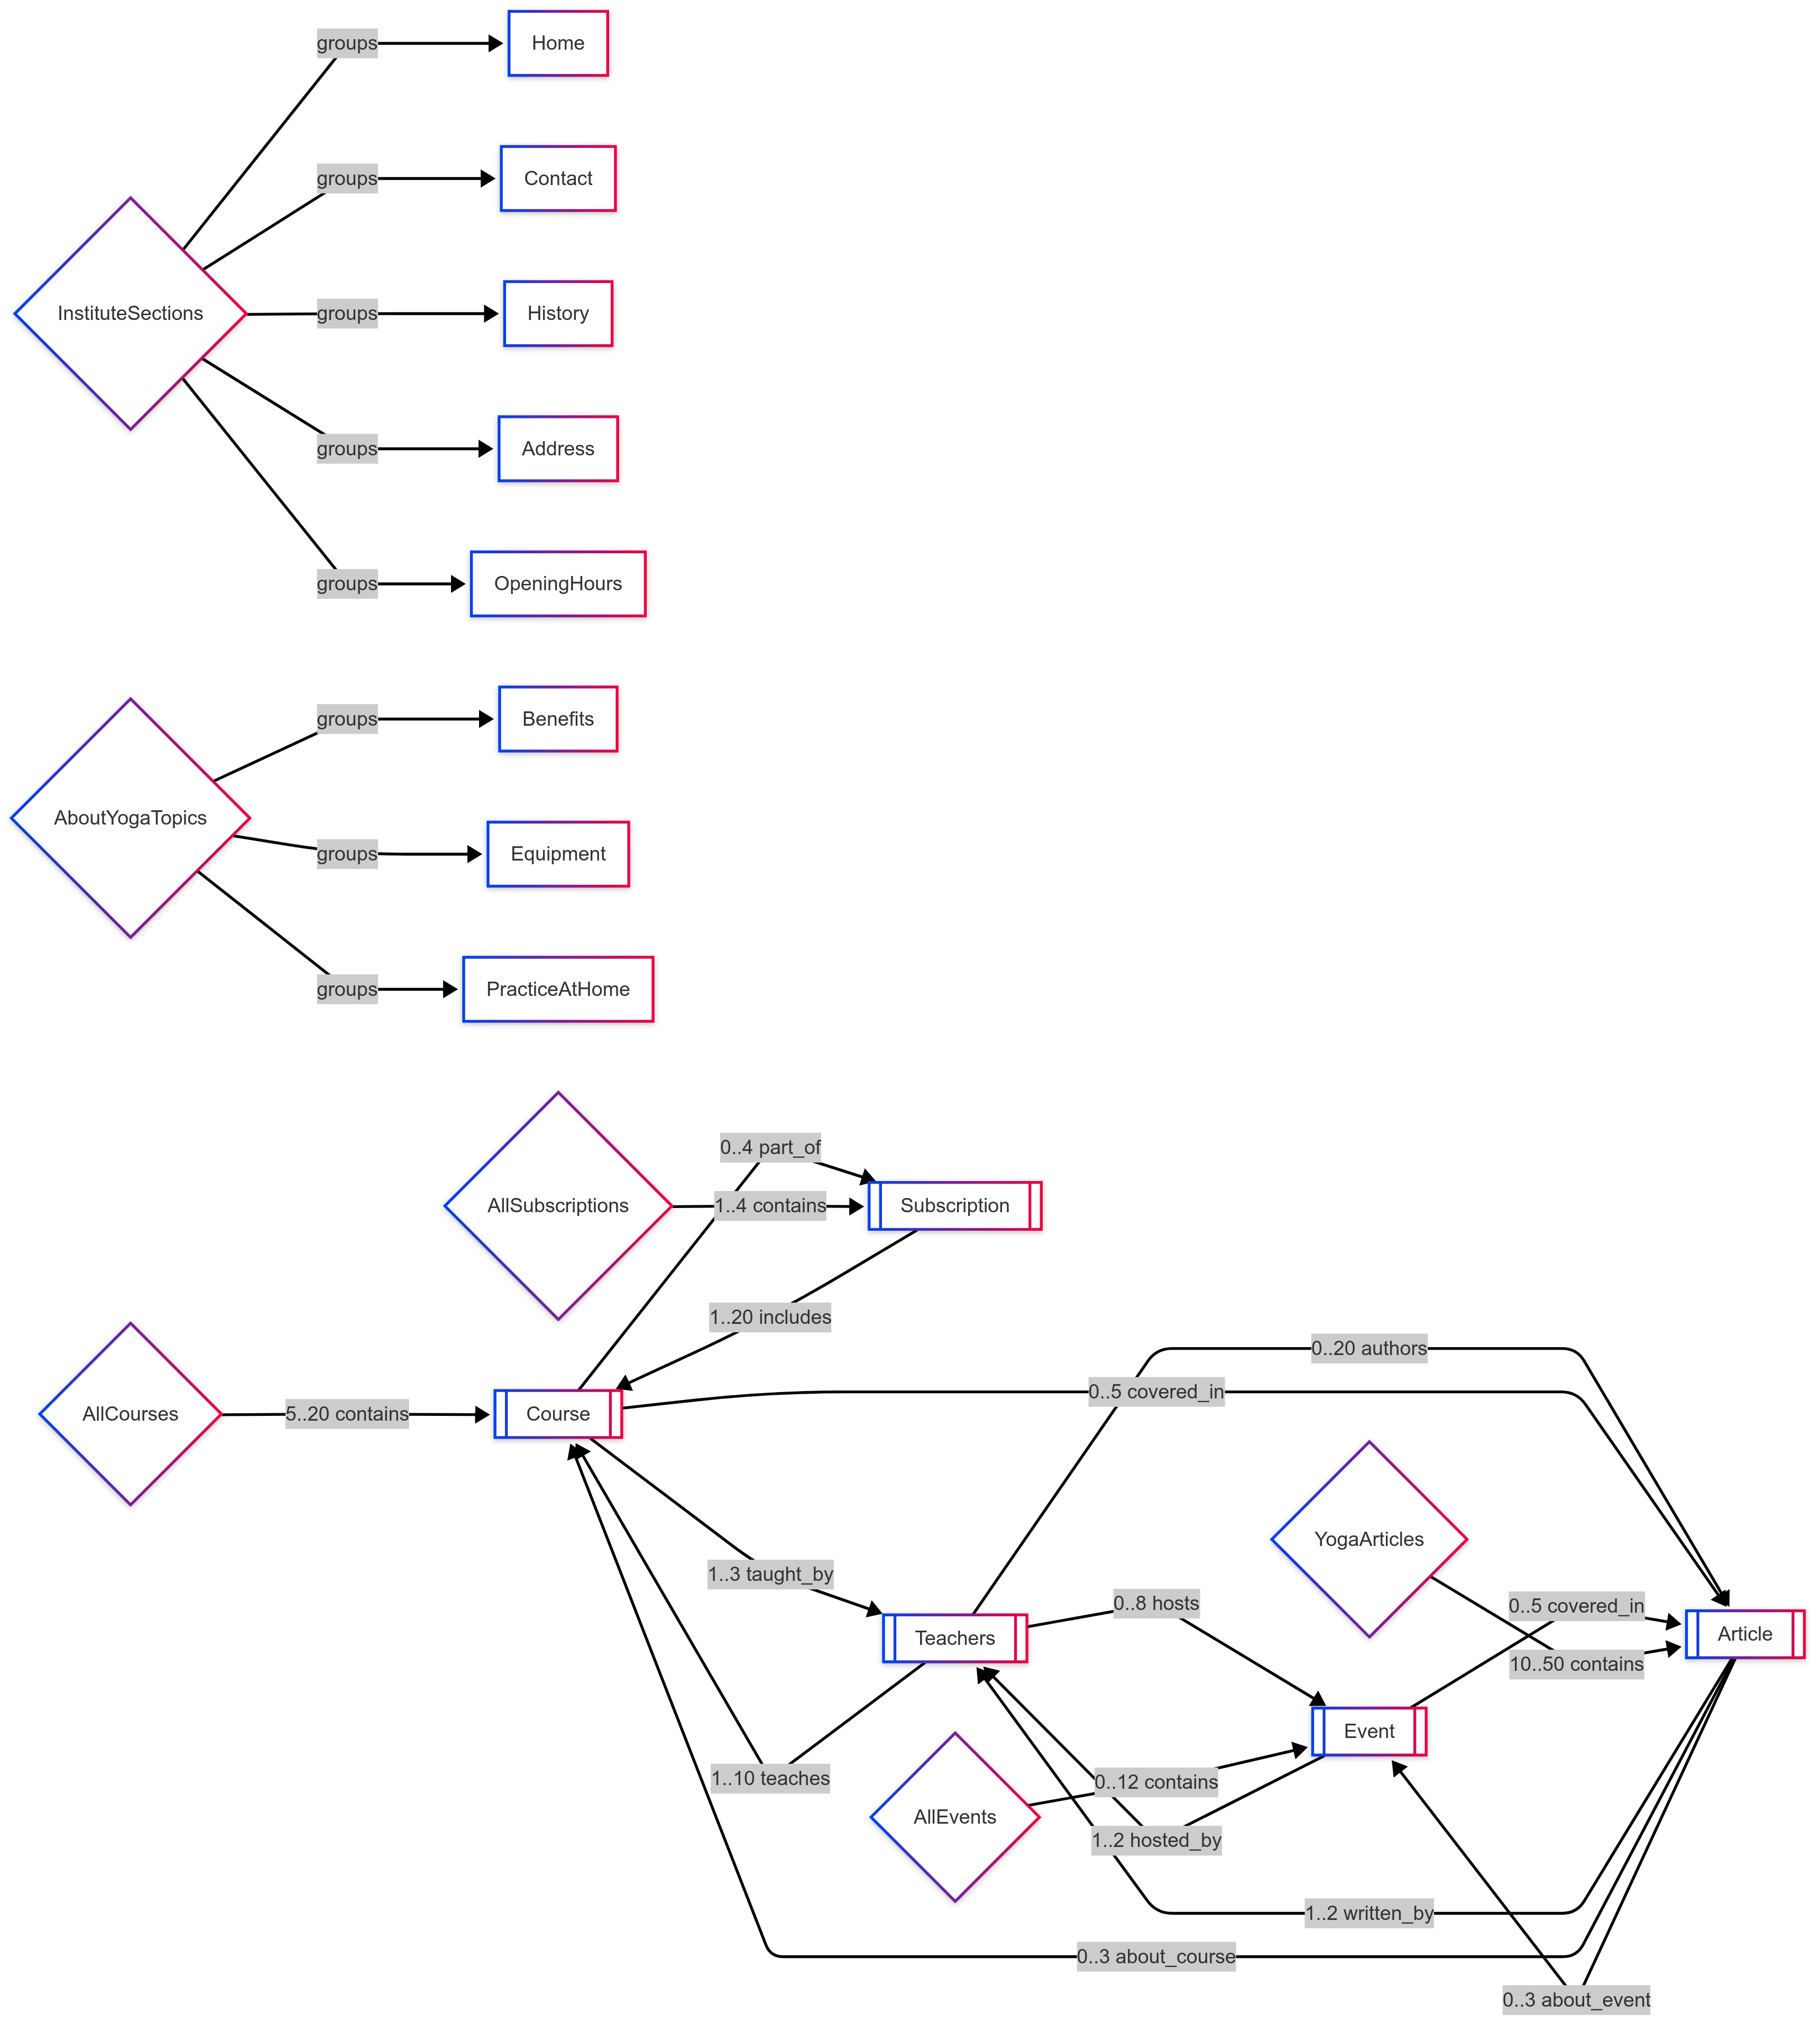 groups
Home
groups
Contact
InstituteSections
groups
History
groups
Address
groups
OpeningHours
groups
Benefits
AboutYogaTopics
groups
Equipment
groups
PracticeAtHome
0..4 part_of
AllSubscriptions
1..4 contains
Subscription
1..20 includes
0..20 authors
0..5 covered_in
AllCourses
5..20 contains
Course
YogaArticles
1..3 taught_by
0..8 hosts
0..5 covered_in
Teachers
Article
10..50 contains
Event
1..10 teaches
0..12 contains
AllEvents
1..2 hosted_by
1..2 written_by
0..3 about_course
0..3 about_event